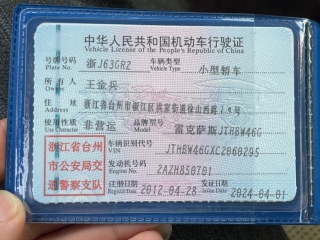 中华人民共和国机动车行驶证
Vehicle License of the People's Republic of China
号牌号码 浙J63GR2 车辆类型 小型轿车
Plate No. Vehicle Type
所有人 王金兵
Owner
住址 浙江省台州市椒江区洪家街道徐山西路79号
Address
使用性质 非营运 品牌型号 雷克萨斯JTHBW46G
Use Character Model
浙江省台州市公安局交通警察支队
车辆识别代号 JTHBW46GXC2060295
VIN
发动机号码 2AZH850701
Engine No.
注册日期 2012-04-28 发证日期 2024-04-01
Register Date Issue Date